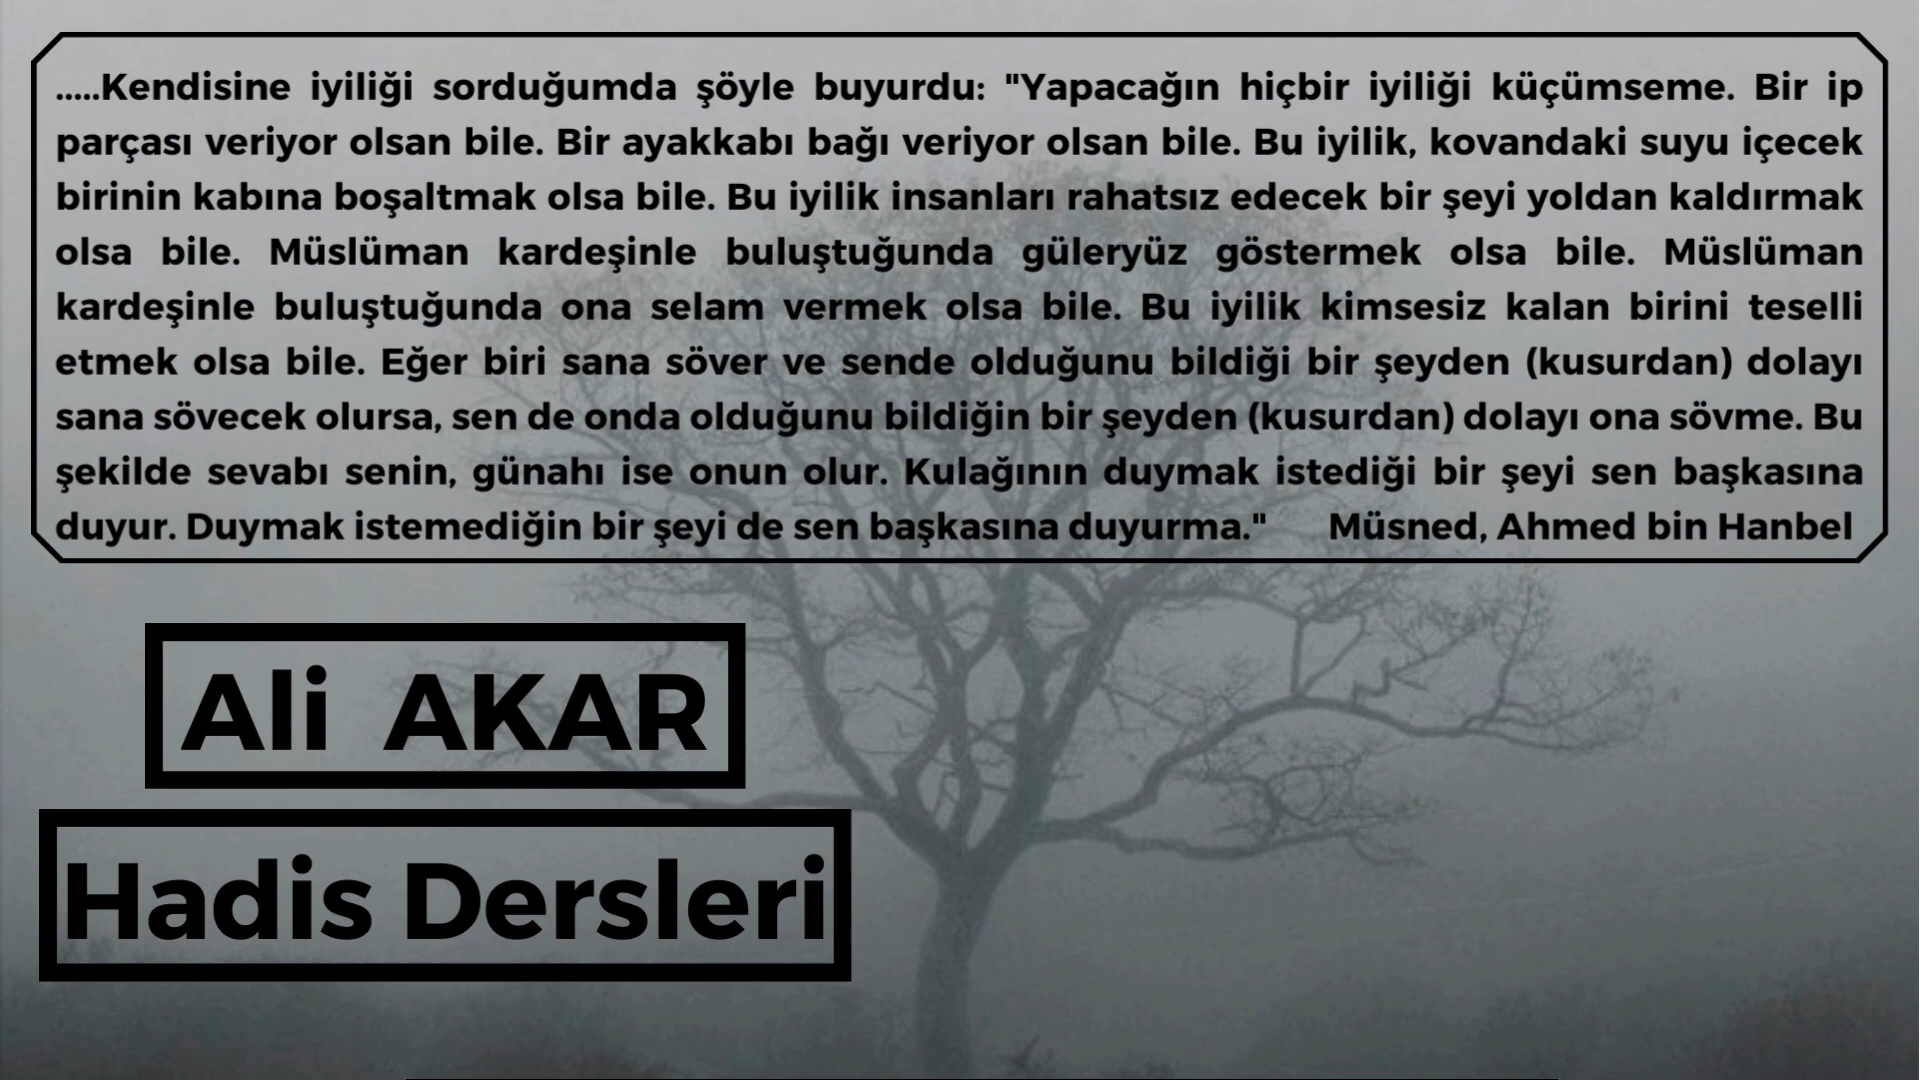 .....Kendisine iyiliği sorduğumda şöyle buyurdu: "Yapacağın hiçbir iyiliği küçümseme. Bir ip
parçası veriyor olsan bile. Bir ayakkabı bağı veriyor olsan bile. Bu iyilik, kovandaki suyu içecek
birinin kabına boşaltmak olsa bile. Bu iyilik insanları rahatsız edecek bir şeyi yoldan kaldırmak
olsa bile. Müslüman kardeşinle buluştuğunda güleryüz göstermek olsa bile. Müslüman
kardeşinle buluştuğunda ona selam vermek olsa bile. Bu iyilik kimsesiz kalan birini teselli
etmek olsa bile. Eğer biri sana söver ve sende olduğunu bildiği bir şeyden (kusurdan) dolayı
sana sövecek olursa, sen de onda olduğunu bildiğin bir şeyden (kusurdan) dolayı ona sövme. Bu
şekilde sevabı senin, günahı ise onun olur. Kulağının duymak istediği bir şeyi sen başkasına
duyur. Duymak istemediğin bir şeyi de sen başkasına duyurma." Müsned, Ahmed bin Hanbel
Ali AKAR
Hadis Dersleri